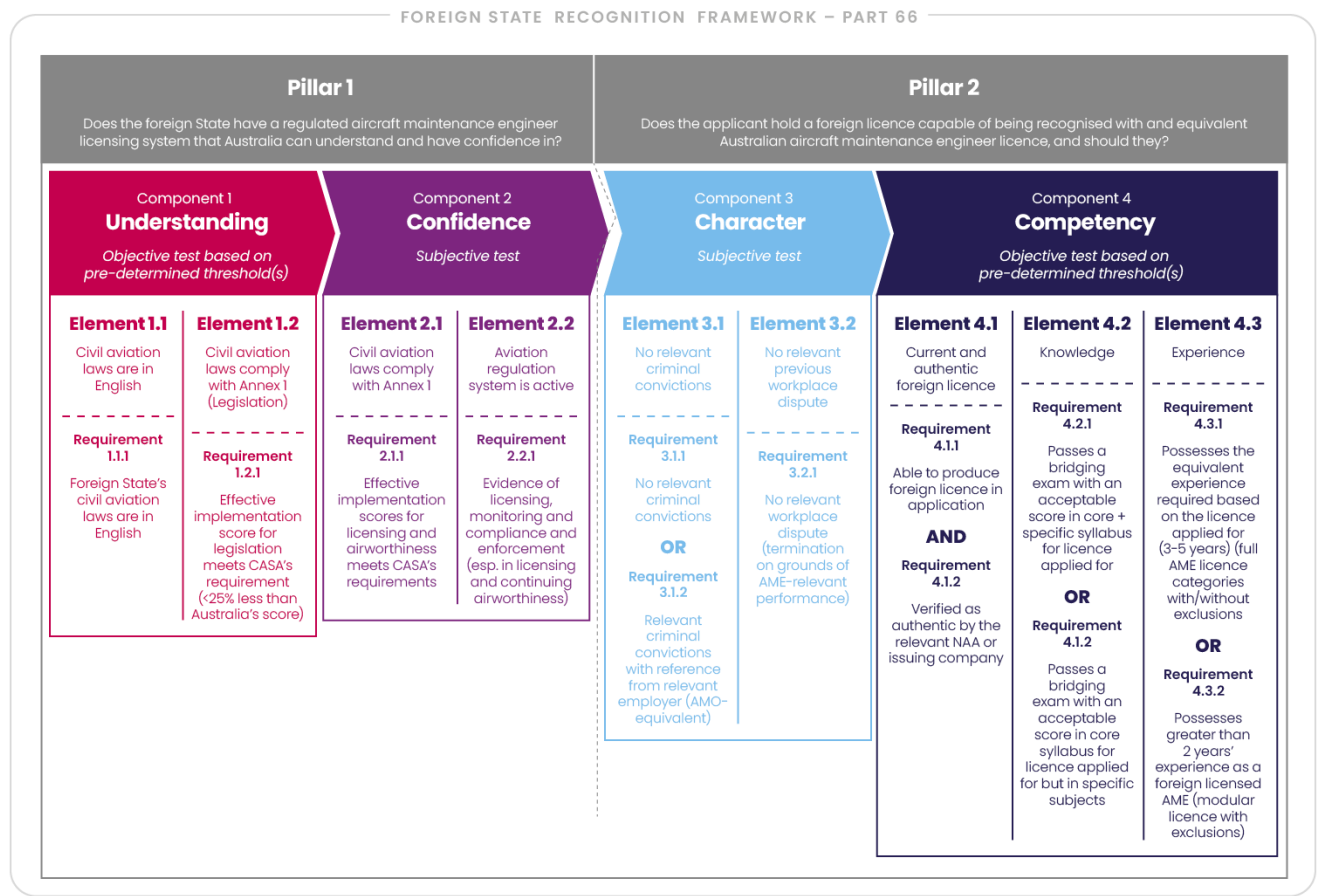 FOREIGN STATE RECOGNITION FRAMEWORK – PART 66
Pillar 1
Does the foreign State have a regulated aircraft maintenance engineer
licensing system that Australia can understand and have confidence in?
Pillar 2
Does the applicant hold a foreign licence capable of being recognised with and equivalent
Australian aircraft maintenance engineer licence, and should they?
Component 1
Understanding
Objective test based on
pre-determined threshold(s)
Component 2
Confidence
Subjective test
Component 3
Character
Subjective test
Component 4
Competency
Objective test based on
pre-determined threshold(s)
Element 1.1
Civil aviation
laws are in
English
Requirement
1.1.1
Foreign State's
civil aviation
laws are in
English
Element 1.2
Civil aviation
laws comply
with Annex 1
(Legislation)
Requirement
1.2.1
Effective
implementation
score for
legislation
meets CASA's
requirement
(<25% less than
Australia's score)
Element 2.1
Civil aviation
laws comply
with Annex 1
Requirement
2.1.1
Effective
implementation
scores for
licensing and
airworthiness
meets CASA's
requirements
Element 2.2
Aviation
regulation
system is active
Requirement
2.2.1
Evidence of
licensing,
monitoring and
compliance and
enforcement
(esp. in licensing
and continuing
airworthiness)
Element 3.1
No relevant
criminal
convictions
Requirement
3.1.1
No relevant
criminal
convictions
OR
Requirement
3.1.2
Relevant
criminal
convictions
with reference
from relevant
employer (AMO-
equivalent)
Element 3.2
No relevant
previous
workplace
dispute
Requirement
3.2.1
No relevant
workplace
dispute
(termination
on grounds of
AME-relevant
performance)
Element 4.1
Current and
authentic
foreign licence
Requirement
4.1.1
Able to produce
foreign licence in
application
AND
Requirement
4.1.2
Verified as
authentic by the
relevant NAA or
issuing company
Element 4.2
Knowledge
Requirement
4.2.1
Passes a
bridging
exam with an
acceptable
score in core +
specific syllabus
for licence
applied for
OR
Requirement
4.1.2
Passes a
bridging
exam with an
acceptable
score in core
syllabus for
licence applied
for but in specific
subjects
Element 4.3
Experience
Requirement
4.3.1
Possesses the
equivalent
experience
required based
on the licence
applied for
(3-5 years) (full
AME licence
categories
with/without
exclusions
OR
Requirement
4.3.2
Possesses
greater than
2 years'
experience as a
foreign licensed
AME (modular
licence with
exclusions)